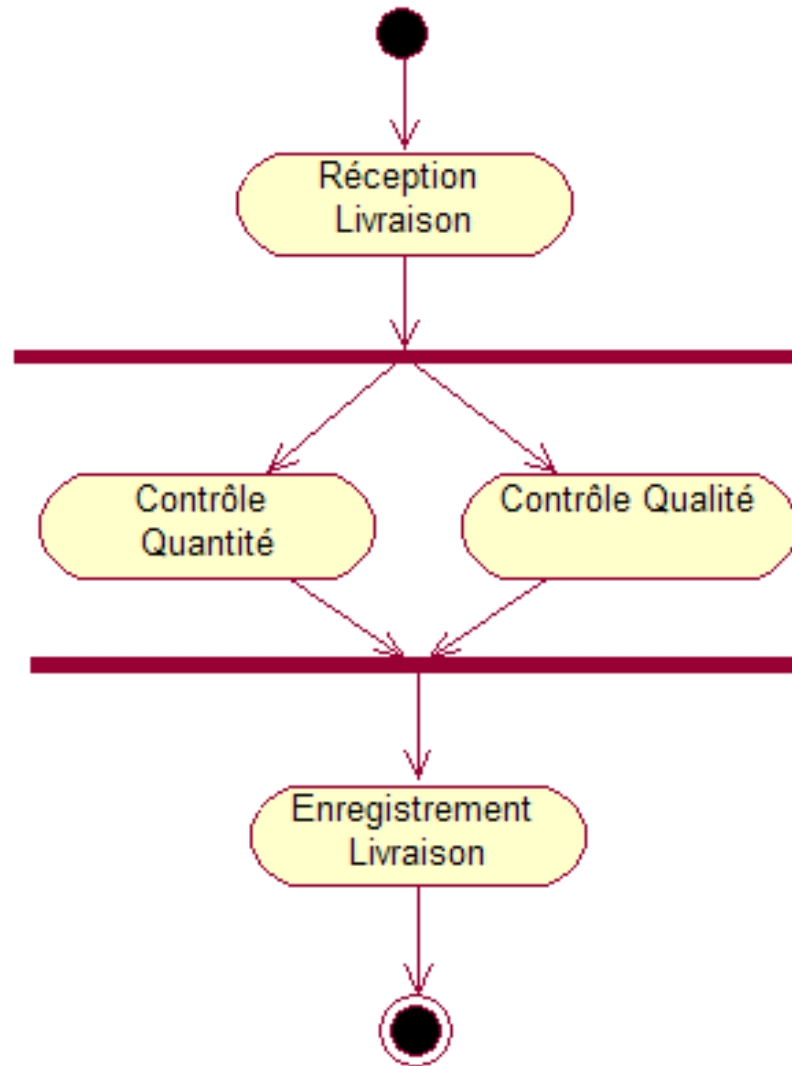 Réception
Livraison
Contrôle
Quantité
Contrôle Qualité
Enregistrement
Livraison